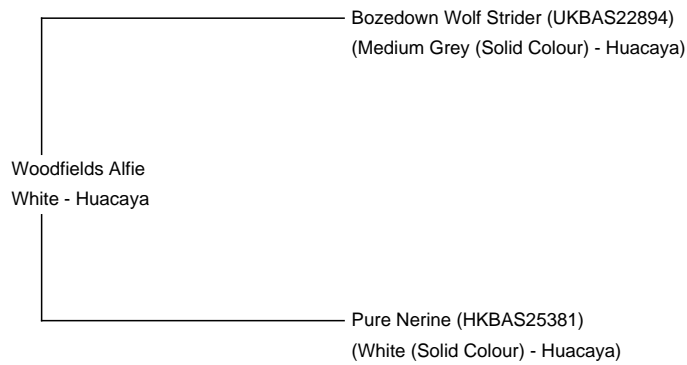 Bozedown Wolf Strider (UKBAS22894)
(Medium Grey (Solid Colour) - Huacaya)
Woodfields Alfie
White - Huacaya
Pure Nerine (HKBAS25381)
(White (Solid Colour) - Huacaya)